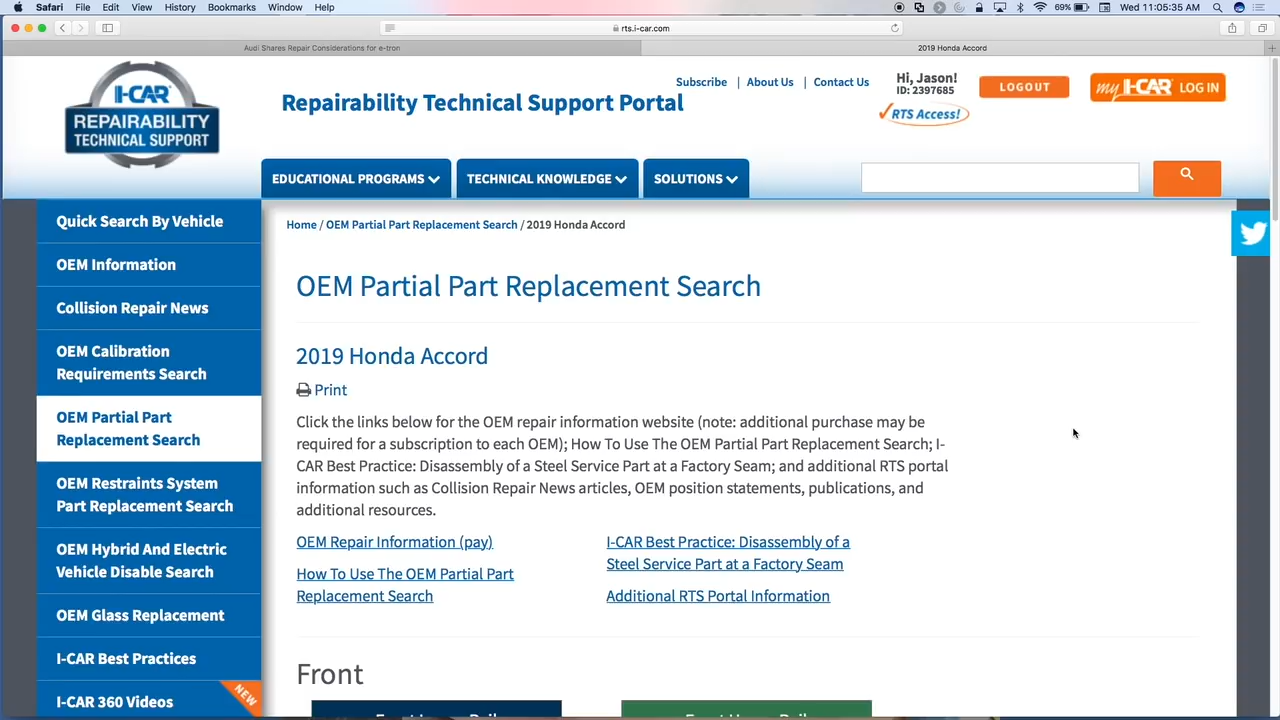 Safari File Edit View History Bookmarks Window Help 69% Wed 11:05:35 AM
rts.i-car.com
Audi Shares Repair Considerations for e-tron 2019 Honda Accord
I-CAR
REPAIRABILITY
TECHNICAL SUPPORT
Repairability Technical Support Portal
Subscribe | About Us | Contact Us
Hi, Jason!
ID: 2397685
RTS Access!
LOGOUT
my I-CAR LOG IN
EDUCATIONAL PROGRAMS TECHNICAL KNOWLEDGE SOLUTIONS
Quick Search By Vehicle
OEM Information
Collision Repair News
OEM Calibration
Requirements Search
OEM Partial Part
Replacement Search
OEM Restraints System
Part Replacement Search
OEM Hybrid And Electric
Vehicle Disable Search
OEM Glass Replacement
I-CAR Best Practices
I-CAR 360 Videos
NEW
Home / OEM Partial Part Replacement Search / 2019 Honda Accord
OEM Partial Part Replacement Search
2019 Honda Accord
Print
Click the links below for the OEM repair information website (note: additional purchase may be
required for a subscription to each OEM); How To Use The OEM Partial Part Replacement Search; I-
CAR Best Practice: Disassembly of a Steel Service Part at a Factory Seam; and additional RTS portal
information such as Collision Repair News articles, OEM position statements, publications, and
additional resources.
OEM Repair Information (pay)
How To Use The OEM Partial Part
Replacement Search
I-CAR Best Practice: Disassembly of a
Steel Service Part at a Factory Seam
Additional RTS Portal Information
Front